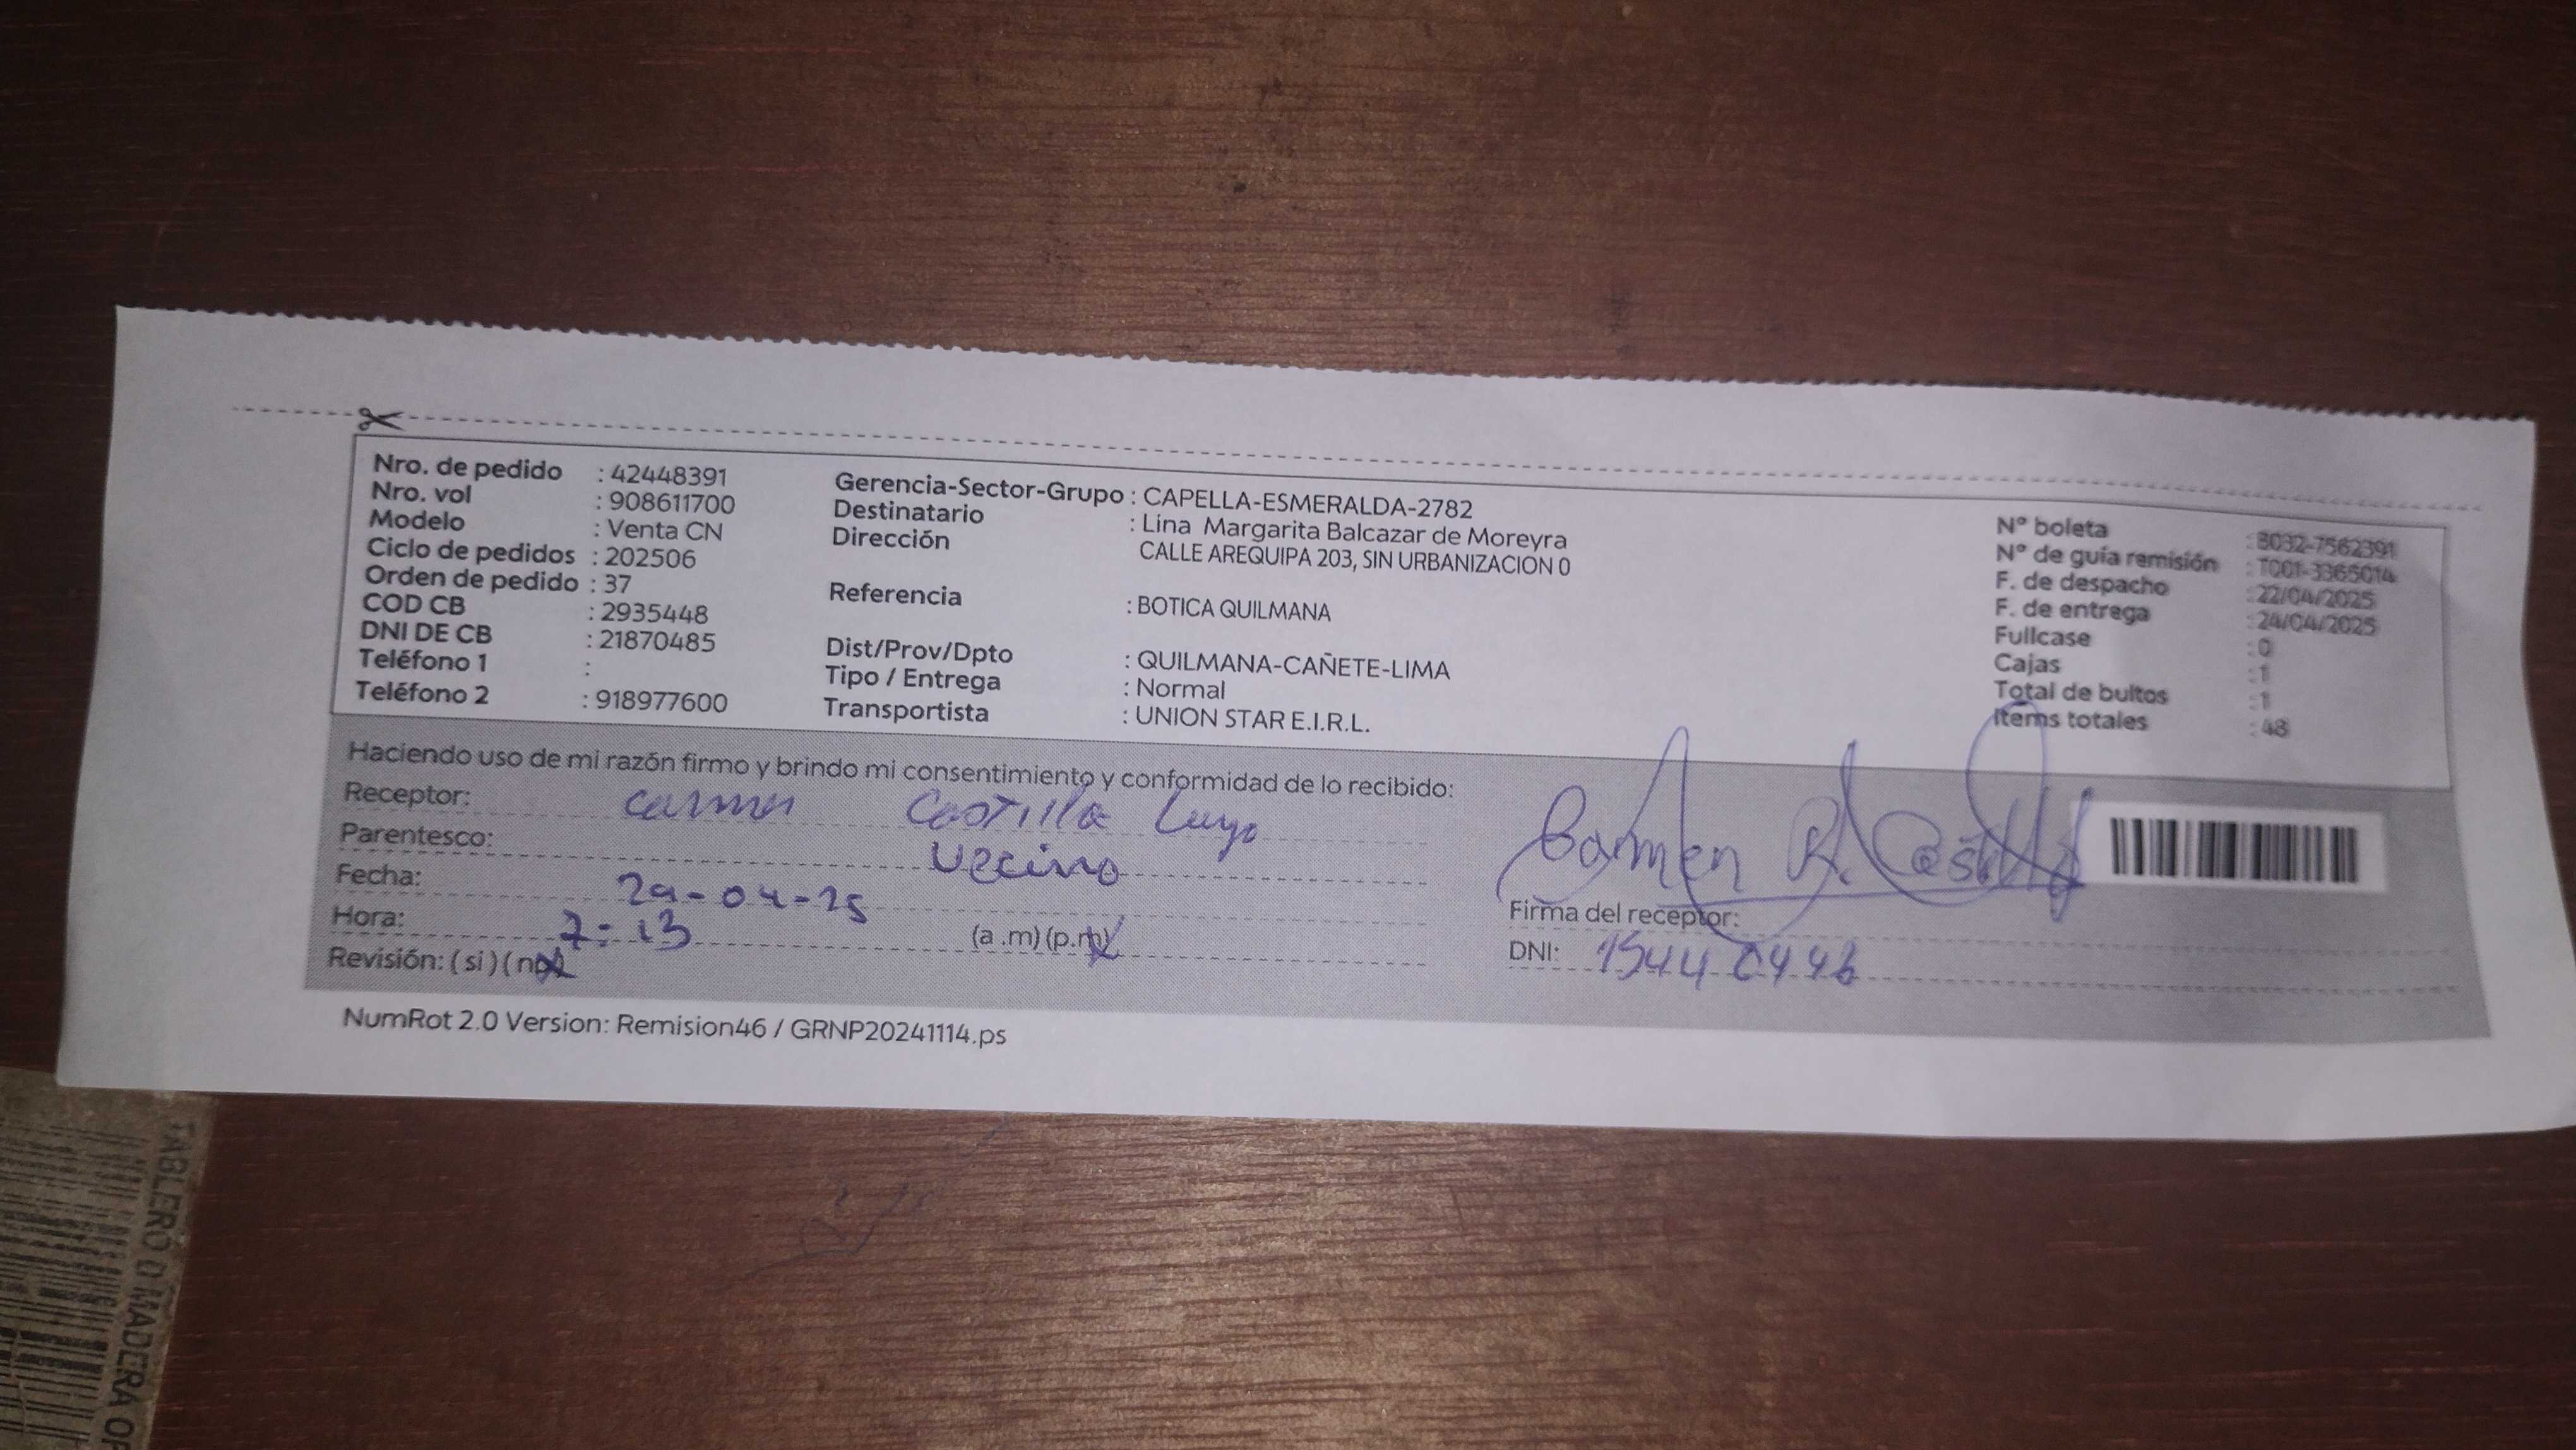 Nro. de pedido : 42448391
Nro. vol : 908611700
Modelo : Venta CN
Ciclo de pedidos : 202506
Orden de pedido : 37
COD CB : 2935448
DNI DE CB : 21870485
Teléfono 1 :
Teléfono 2 : 918977600
Gerencia-Sector-Grupo : CAPELLA-ESMERALDA-2782
Destinatario : Lina Margarita Balcazar de Moreyra
Dirección CALLE AREQUIPA 203, SIN URBANIZACION 0
Referencia : BOTICA QUILMANA
Dist/Prov/Dpto : QUILMANA-CAÑETE-LIMA
Tipo / Entrega : Normal
Transportista : UNION STAR E.I.R.L.
N° boleta : B032-7562391
N° de guía remisión : T001-3365014
F. de despacho : 22/04/2025
F. de entrega : 24/04/2025
Fullcase : 0
Cajas : 1
Total de bultos : 1
Items totales : 48
Haciendo uso de mi razón firmo y brindo mi consentimiento y conformidad de lo recibido:
Receptor: Carmen Castilla
Parentesco: Vecino
Fecha: 24-04-25
Hora: 7:13 (a.m) (p.m)
Revisión: (si) (no)
Carmen R. Castilla
Firma del receptor:
DNI:
NumRot 2.0 Version: Remision46 / GRNP20241114.ps
TABLERO D MADERA